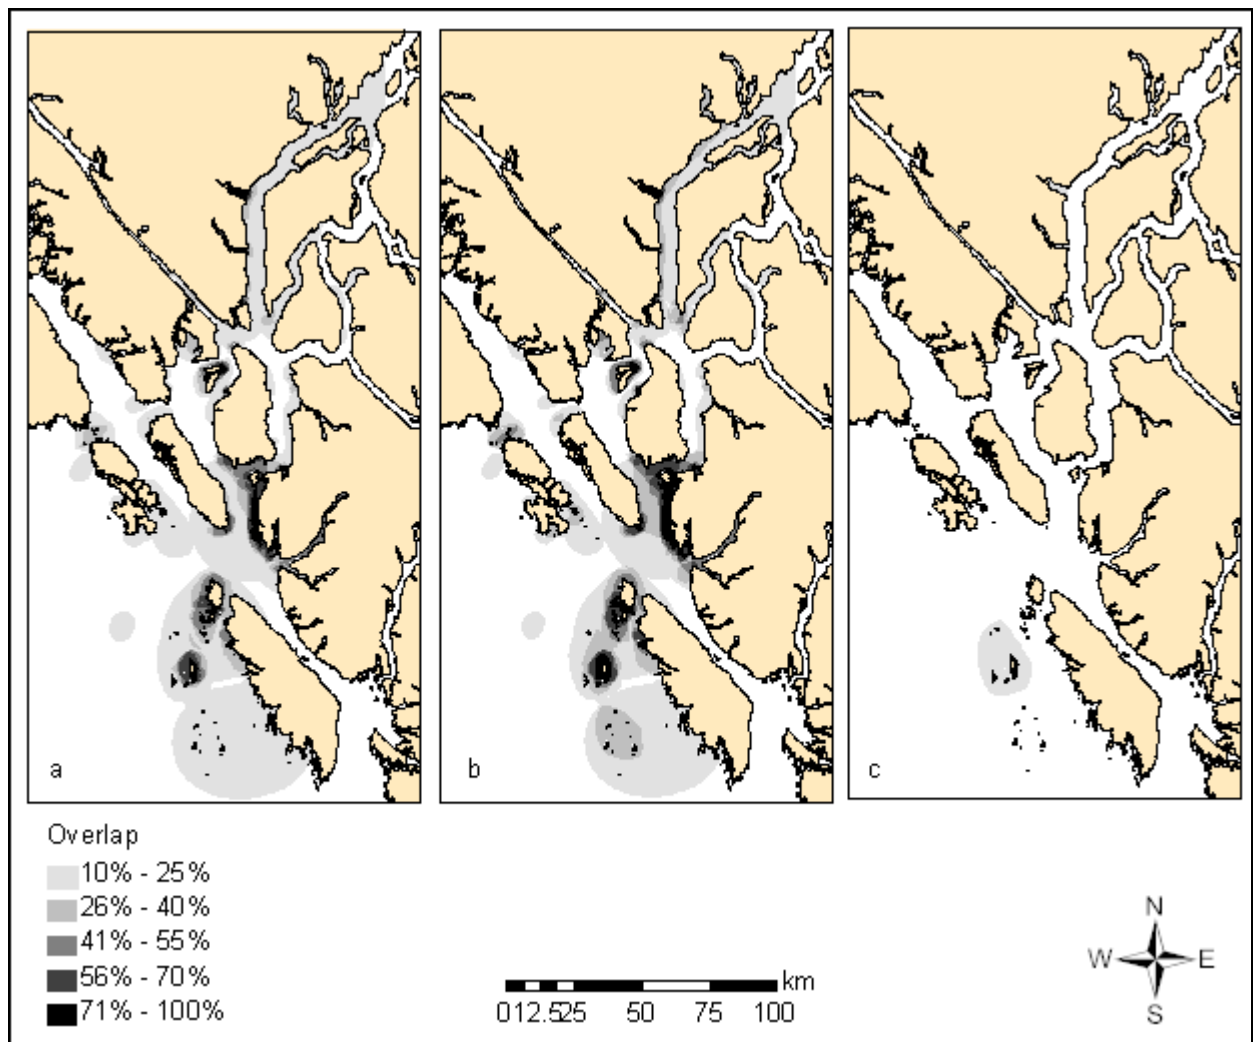 a
b
c
Overlap
10% - 25%
26% - 40%
41% - 55%
56% - 70%
71% - 100%
km
012.525 50 75 100
N
W E
S